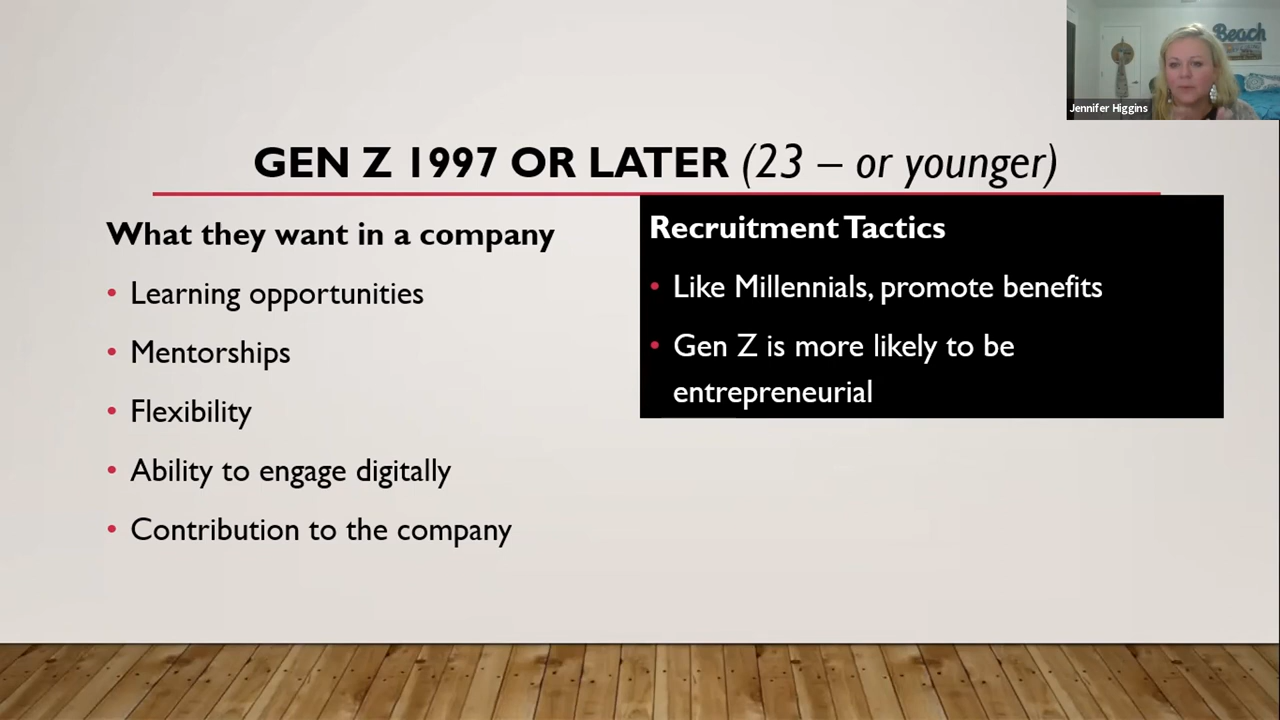 Beach
Jennifer Higgins
GEN Z 1997 OR LATER (23 – or younger)
What they want in a company
• Learning opportunities
• Mentorships
• Flexibility
• Ability to engage digitally
• Contribution to the company
Recruitment Tactics
• Like Millennials, promote benefits
• Gen Z is more likely to be
entrepreneurial